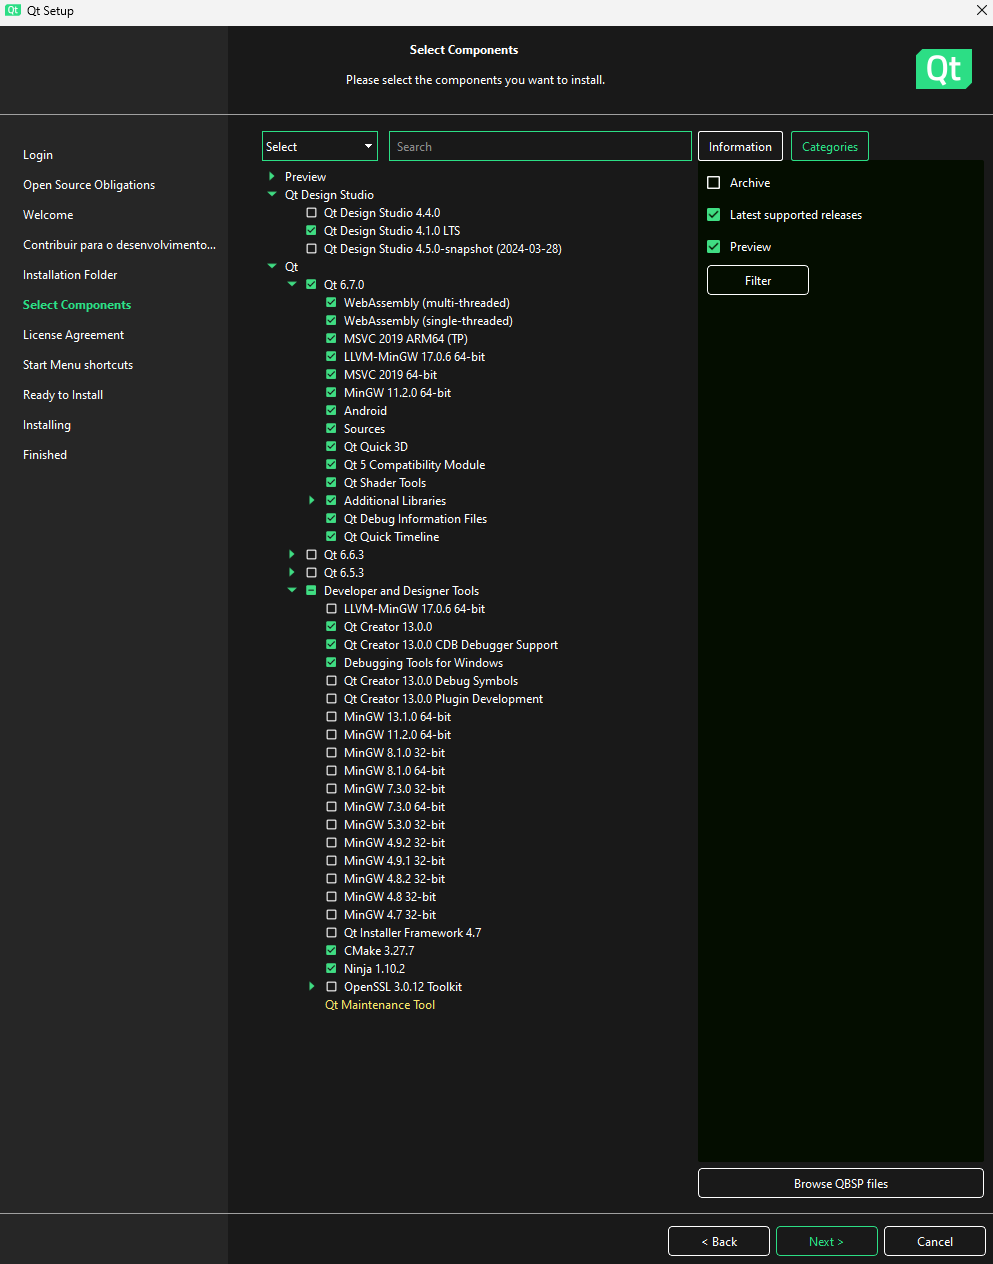 Qt Qt Setup
Select Components
Please select the components you want to install.
Qt
Login
Open Source Obligations
Welcome
Contribuir para o desenvolvimento...
Installation Folder
Select Components
License Agreement
Start Menu shortcuts
Ready to Install
Installing
Finished
Select
Search
Preview
Qt Design Studio
Qt Design Studio 4.4.0
Qt Design Studio 4.1.0 LTS
Qt Design Studio 4.5.0-snapshot (2024-03-28)
Qt
Qt 6.7.0
WebAssembly (multi-threaded)
WebAssembly (single-threaded)
MSVC 2019 ARM64 (TP)
LLVM-MinGW 17.0.6 64-bit
MSVC 2019 64-bit
MinGW 11.2.0 64-bit
Android
Sources
Qt Quick 3D
Qt 5 Compatibility Module
Qt Shader Tools
Additional Libraries
Qt Debug Information Files
Qt Quick Timeline
Qt 6.6.3
Qt 6.5.3
Developer and Designer Tools
LLVM-MinGW 17.0.6 64-bit
Qt Creator 13.0.0
Qt Creator 13.0.0 CDB Debugger Support
Debugging Tools for Windows
Qt Creator 13.0.0 Debug Symbols
Qt Creator 13.0.0 Plugin Development
MinGW 13.1.0 64-bit
MinGW 11.2.0 64-bit
MinGW 8.1.0 32-bit
MinGW 8.1.0 64-bit
MinGW 7.3.0 32-bit
MinGW 7.3.0 64-bit
MinGW 5.3.0 32-bit
MinGW 4.9.2 32-bit
MinGW 4.9.1 32-bit
MinGW 4.8.2 32-bit
MinGW 4.8 32-bit
MinGW 4.7 32-bit
Qt Installer Framework 4.7
CMake 3.27.7
Ninja 1.10.2
OpenSSL 3.0.12 Toolkit
Qt Maintenance Tool
Information
Categories
Archive
Latest supported releases
Preview
Filter
Browse QBSP files
< Back
Next >
Cancel